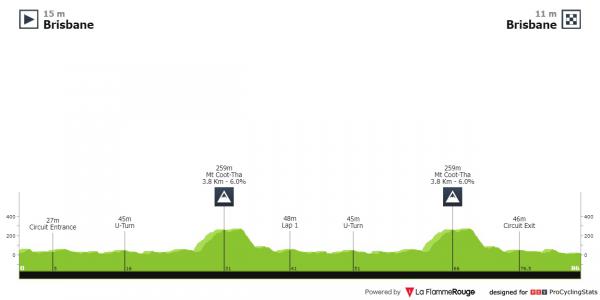 15 m
Brisbane
11 m
Brisbane
259m
Mt Coot-Tha
3.8 Km - 6.0%
259m
Mt Coot-Tha
3.8 Km - 6.0%
27m
Circuit Entrance
45m
U-Turn
48m
Lap 1
45m
U-Turn
46m
Circuit Exit
400
200
0
400
200
0
0
5
16
31
41
51
66
76.5
86
Powered by La FlammeRouge
designed for PCS ProCyclingStats